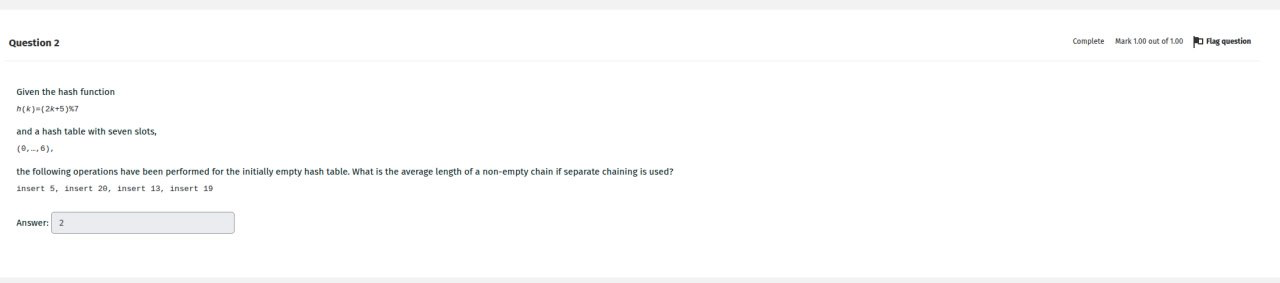 Question 2
Complete Mark 1.00 out of 1.00 Flag question
Given the hash function
h(k)=(2k+5)%7
and a hash table with seven slots,
(0,…,6),
the following operations have been performed for the initially empty hash table. What is the average length of a non-empty chain if separate chaining is used?
insert 5, insert 20, insert 13, insert 19
Answer: 2